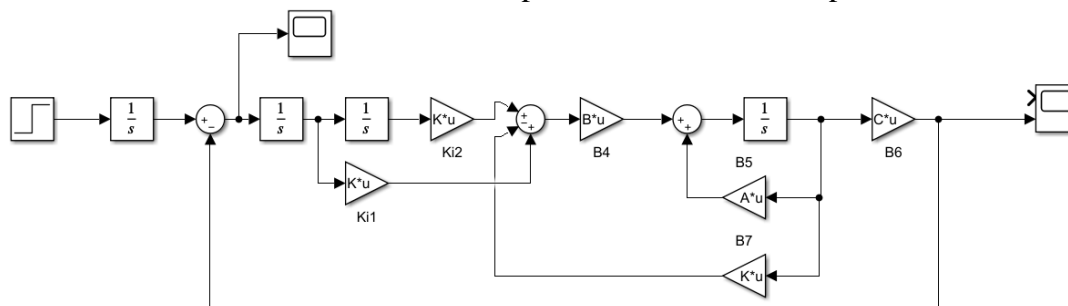 1
s
+
−
1
s
1
s
K*u
Ki2
K*u
Ki1
+
−
+
B*u
B4
+
+
1
s
B5
A*u
B7
K*u
C*u
B6